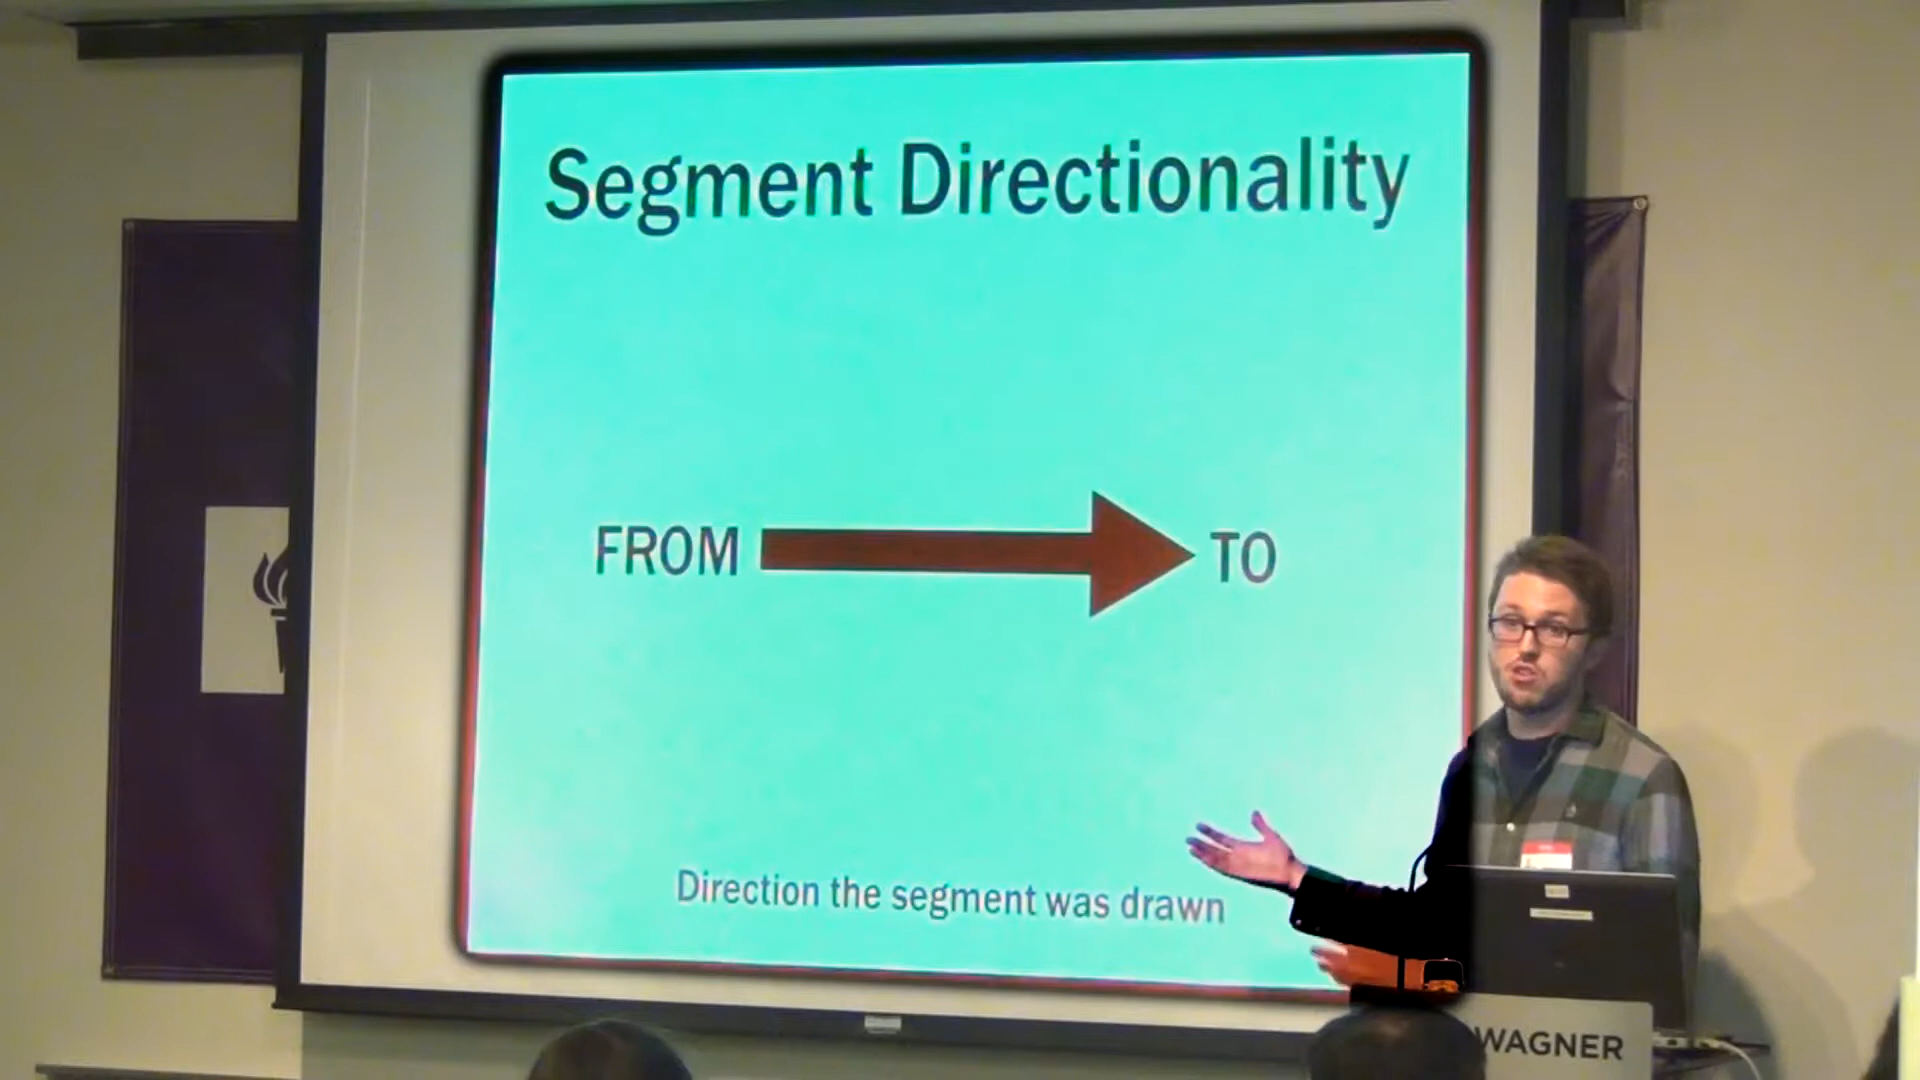 Segment Directionality
FROM TO
Direction the segment was drawn
WAGNER